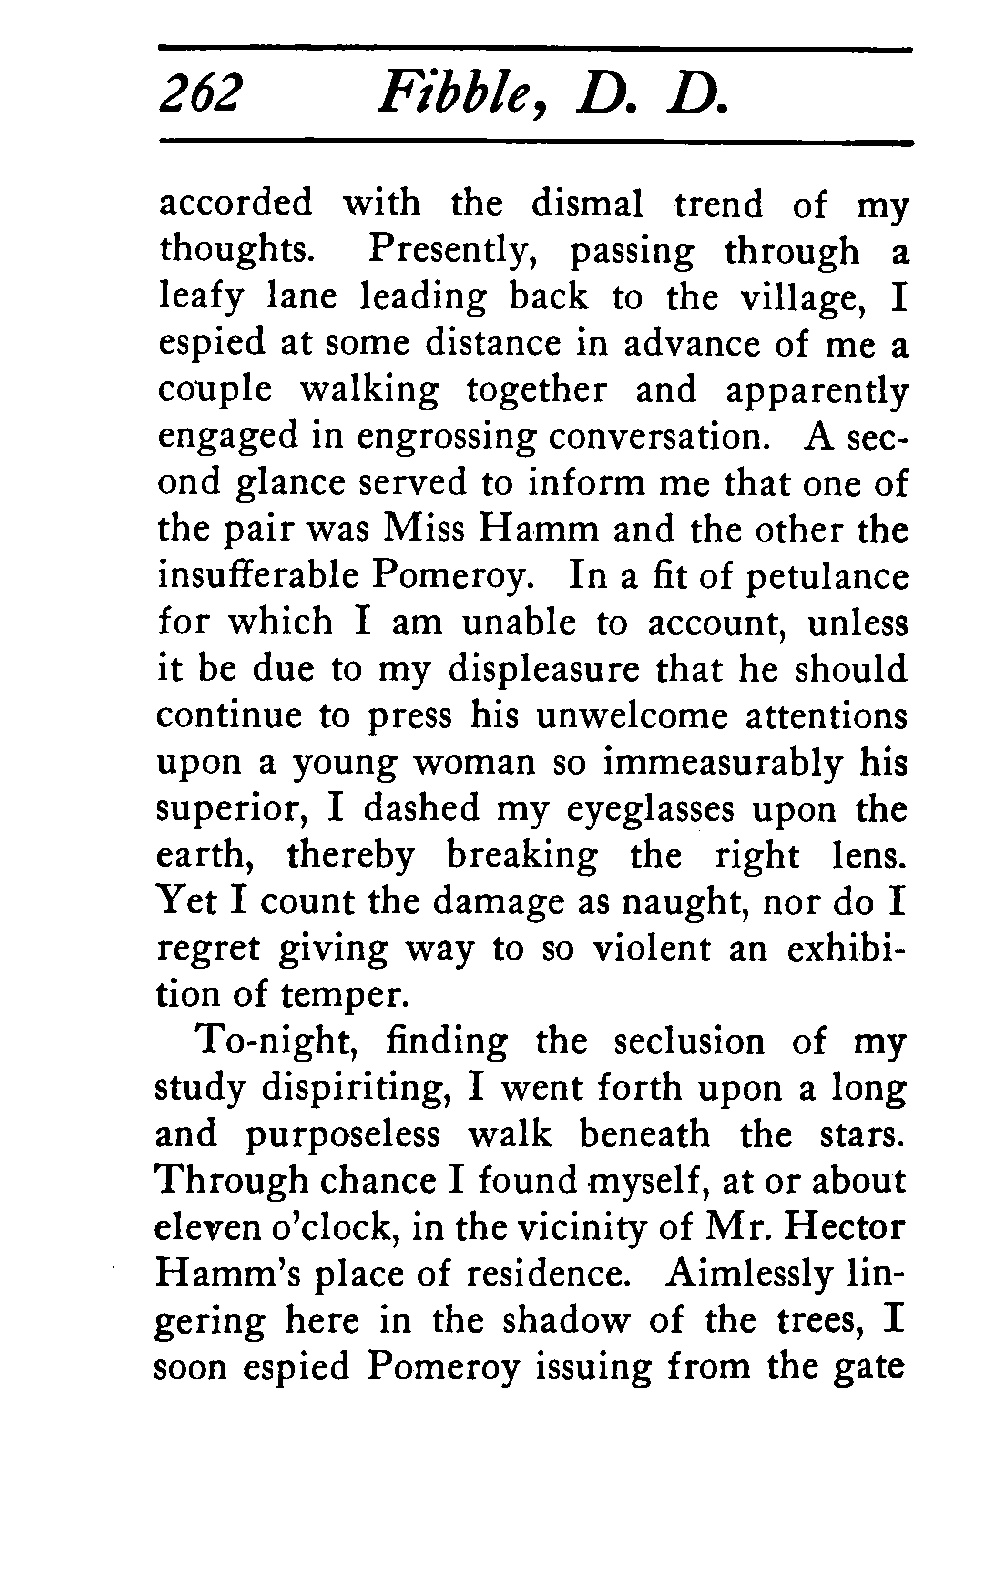 262 Fibble, D. D.
accorded with the dismal trend of my
thoughts. Presently, passing through a
leafy lane leading back to the village, I
espied at some distance in advance of me a
couple walking together and apparently
engaged in engrossing conversation. A sec-
ond glance served to inform me that one of
the pair was Miss Hamm and the other the
insufferable Pomeroy. In a fit of petulance
for which I am unable to account, unless
it be due to my displeasure that he should
continue to press his unwelcome attentions
upon a young woman so immeasurably his
superior, I dashed my eyeglasses upon the
earth, thereby breaking the right lens.
Yet I count the damage as naught, nor do I
regret giving way to so violent an exhibi-
tion of temper.
To-night, finding the seclusion of my
study dispiriting, I went forth upon a long
and purposeless walk beneath the stars.
Through chance I found myself, at or about
eleven o'clock, in the vicinity of Mr. Hector
Hamm's place of residence. Aimlessly lin-
gering here in the shadow of the trees, I
soon espied Pomeroy issuing from the gate